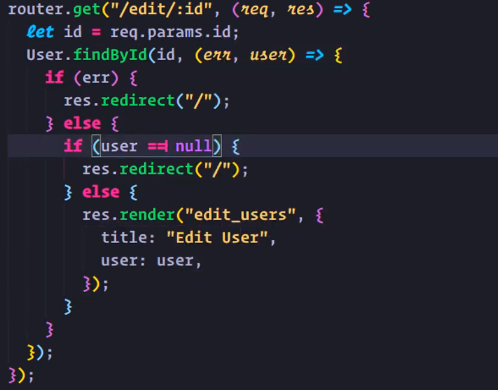 router.get("/edit/:id", (req, res) => {
  let id = req.params.id;
  User.findById(id, (err, user) => {
    if (err) {
      res.redirect("/");
    } else {
      if (user == null) {
        res.redirect("/");
      } else {
        res.render("edit_users", {
          title: "Edit User",
          user: user,
        });
      }
    }
  });
});